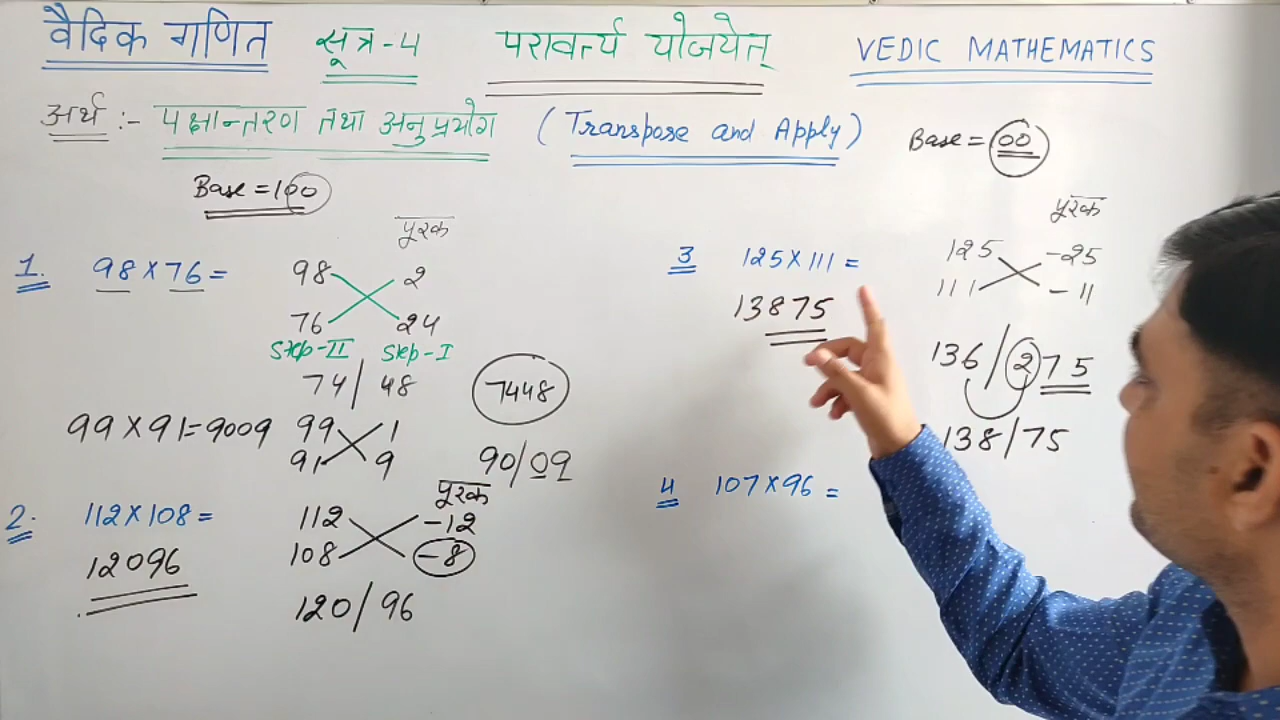 वैदिक गणित सूत्र-4 परावर्त्य योजयेत् VEDIC MATHEMATICS
अर्थ :- पक्षान्तरण तथा अनुप्रयोग (Transpose and Apply)
Base = 100
1. 98 X 76 =
पूरक
98 2
76 24
Step-II Step-I
74/48
7448
99 X 91 = 9009
99 1
91 9
90/09
2. 112 X 108 =
12096
पूरक
112 -12
108 -8
120/96
Base = 00
3 125 X 111 =
13875
पूरक
125 -25
111 -11
136/275
138/75
4 107 X 96 =